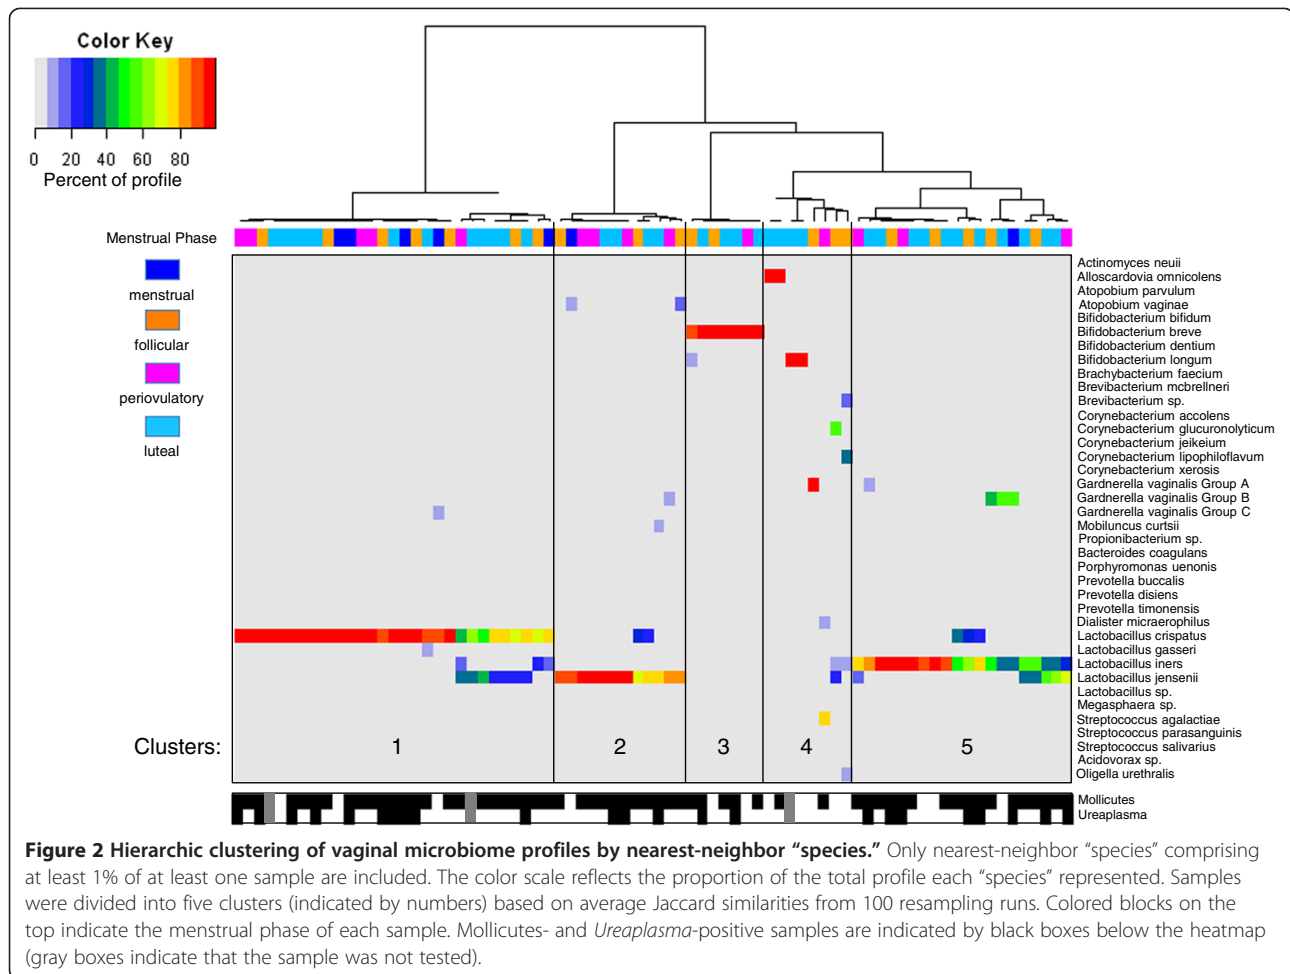 Color Key
0 20 40 60 80
Percent of profile
Menstrual Phase
menstrual
follicular
periovulatory
luteal
Actinomyces neuii
Alloscardovia omnicolens
Atopobium parvulum
Atopobium vaginae
Bifidobacterium bifidum
Bifidobacterium breve
Bifidobacterium dentium
Bifidobacterium longum
Brachybacterium faecium
Brevibacterium mcbrellneri
Brevibacterium sp.
Corynebacterium accolens
Corynebacterium glucuronolyticum
Corynebacterium jeikeium
Corynebacterium lipophiloflavum
Corynebacterium xerosis
Gardnerella vaginalis Group A
Gardnerella vaginalis Group B
Gardnerella vaginalis Group C
Mobiluncus curtsii
Propionibacterium sp.
Bacteroides coagulans
Porphyromonas uenonis
Prevotella buccalis
Prevotella disiens
Prevotella timonensis
Dialister micraerophilus
Lactobacillus crispatus
Lactobacillus gasseri
Lactobacillus iners
Lactobacillus jensenii
Lactobacillus sp.
Megasphaera sp.
Streptococcus agalactiae
Streptococcus parasanguinis
Streptococcus salivarius
Acidovorax sp.
Oligella urethralis
Clusters: 1 2 3 4 5
Mollicutes
Ureaplasma
Figure 2 Hierarchic clustering of vaginal microbiome profiles by nearest-neighbor “species.” Only nearest-neighbor “species” comprising
at least 1% of at least one sample are included. The color scale reflects the proportion of the total profile each “species” represented. Samples
were divided into five clusters (indicated by numbers) based on average Jaccard similarities from 100 resampling runs. Colored blocks on the
top indicate the menstrual phase of each sample. Mollicutes- and Ureaplasma-positive samples are indicated by black boxes below the heatmap
(gray boxes indicate that the sample was not tested).